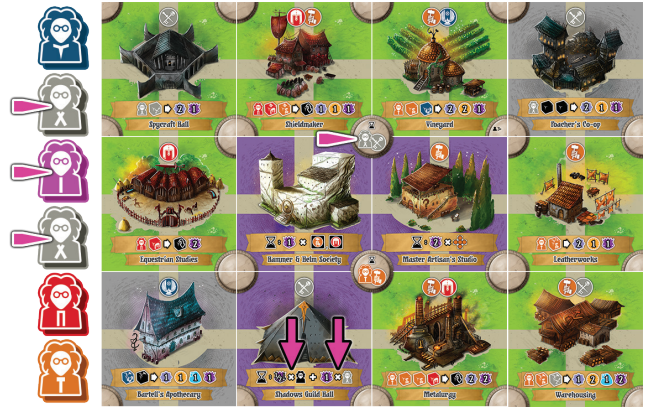 Spycraft Hall
Shieldmaker
Vineyard
Poacher's Co-op
Equestrian Studies
Hammer & Helm Society
Master Artisan's Studio
Leatherworks
Bartell's Apothecary
Shadows Guild Hall
Metalurgy
Warehousing